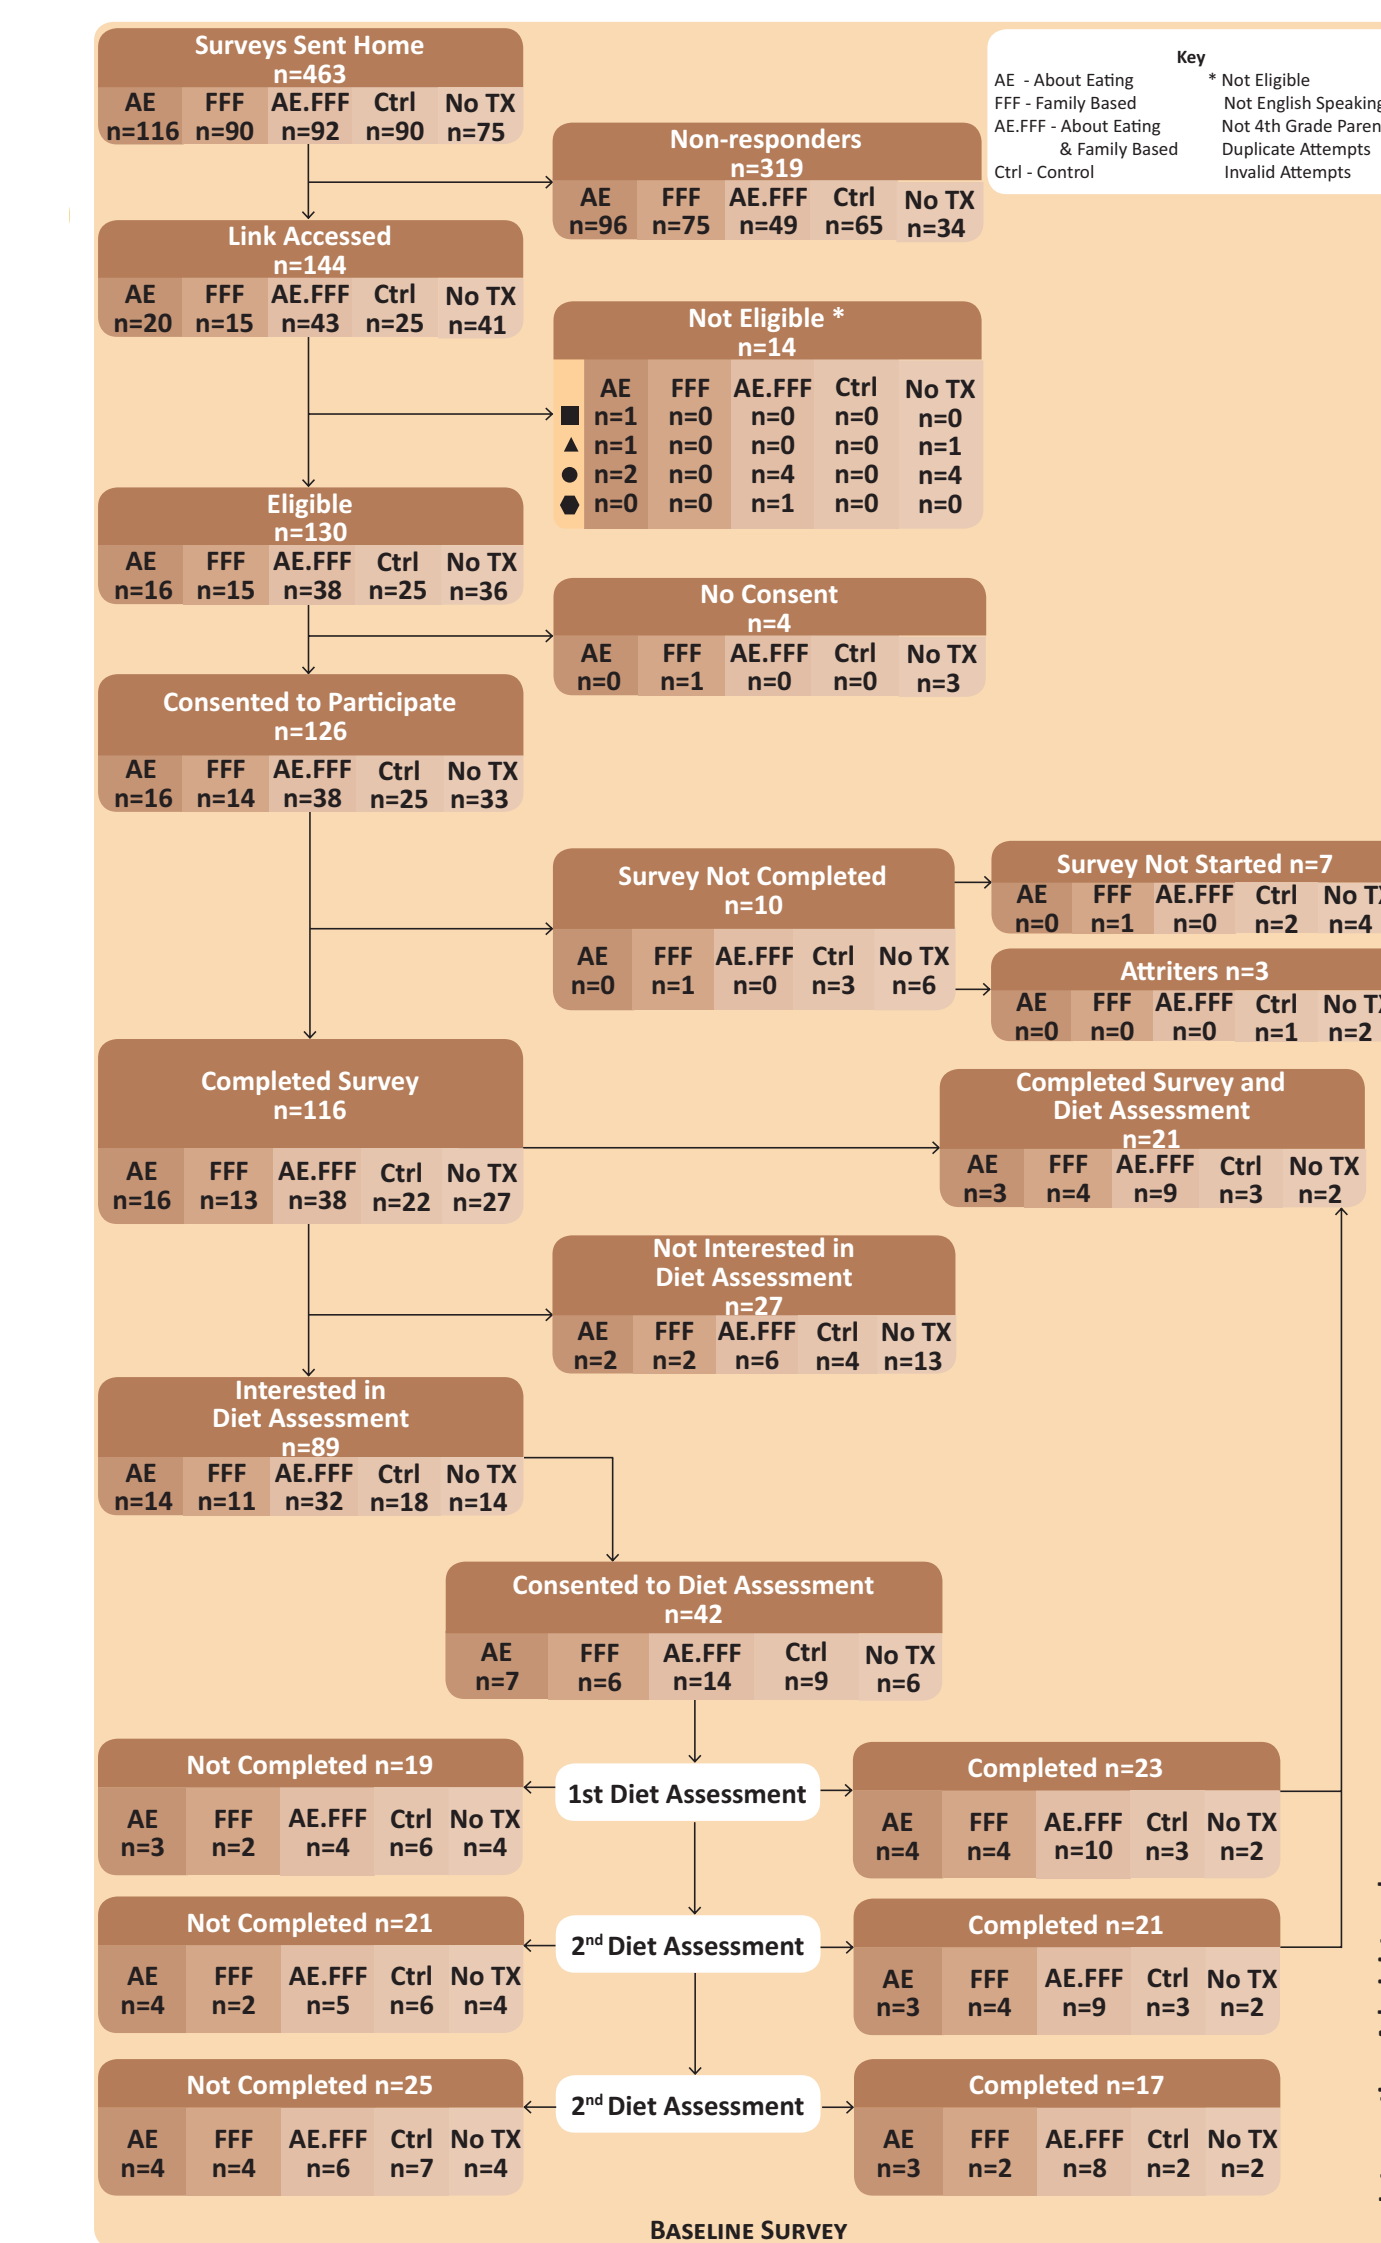 Surveys Sent Home
n=463
AE FFF AE.FFF Ctrl No TX
n=116 n=90 n=92 n=90 n=75
Key
AE - About Eating * Not Eligible
FFF - Family Based Not English Speaking
AE.FFF - About Eating Not 4th Grade Paren
& Family Based Duplicate Attempts
Ctrl - Control Invalid Attempts
Non-responders
n=319
AE FFF AE.FFF Ctrl No TX
n=96 n=75 n=49 n=65 n=34
Link Accessed
n=144
AE FFF AE.FFF Ctrl No TX
n=20 n=15 n=43 n=25 n=41
Not Eligible *
n=14
AE FFF AE.FFF Ctrl No TX
■ n=1 n=0 n=0 n=0 n=0
▲ n=1 n=0 n=0 n=0 n=1
● n=2 n=0 n=4 n=0 n=4
⬣ n=0 n=0 n=1 n=0 n=0
Eligible
n=130
AE FFF AE.FFF Ctrl No TX
n=16 n=15 n=38 n=25 n=36
No Consent
n=4
AE FFF AE.FFF Ctrl No TX
n=0 n=1 n=0 n=0 n=3
Consented to Participate
n=126
AE FFF AE.FFF Ctrl No TX
n=16 n=14 n=38 n=25 n=33
Survey Not Completed
n=10
AE FFF AE.FFF Ctrl No TX
n=0 n=1 n=0 n=3 n=6
Survey Not Started n=7
AE FFF AE.FFF Ctrl No TX
n=0 n=1 n=0 n=2 n=4
Attriters n=3
AE FFF AE.FFF Ctrl No TX
n=0 n=0 n=0 n=1 n=2
Completed Survey
n=116
AE FFF AE.FFF Ctrl No TX
n=16 n=13 n=38 n=22 n=27
Completed Survey and
Diet Assessment
n=21
AE FFF AE.FFF Ctrl No TX
n=3 n=4 n=9 n=3 n=2
Not Interested in
Diet Assessment
n=27
AE FFF AE.FFF Ctrl No TX
n=2 n=2 n=6 n=4 n=13
Interested in
Diet Assessment
n=89
AE FFF AE.FFF Ctrl No TX
n=14 n=11 n=32 n=18 n=14
Consented to Diet Assessment
n=42
AE FFF AE.FFF Ctrl No TX
n=7 n=6 n=14 n=9 n=6
Not Completed n=19
AE FFF AE.FFF Ctrl No TX
n=3 n=2 n=4 n=6 n=4
1st Diet Assessment
Completed n=23
AE FFF AE.FFF Ctrl No TX
n=4 n=4 n=10 n=3 n=2
Not Completed n=21
AE FFF AE.FFF Ctrl No TX
n=4 n=2 n=5 n=6 n=4
2nd Diet Assessment
Completed n=21
AE FFF AE.FFF Ctrl No TX
n=3 n=4 n=9 n=3 n=2
Not Completed n=25
AE FFF AE.FFF Ctrl No TX
n=4 n=4 n=6 n=7 n=4
2nd Diet Assessment
Completed n=17
AE FFF AE.FFF Ctrl No TX
n=3 n=2 n=8 n=2 n=2
BASELINE SURVEY